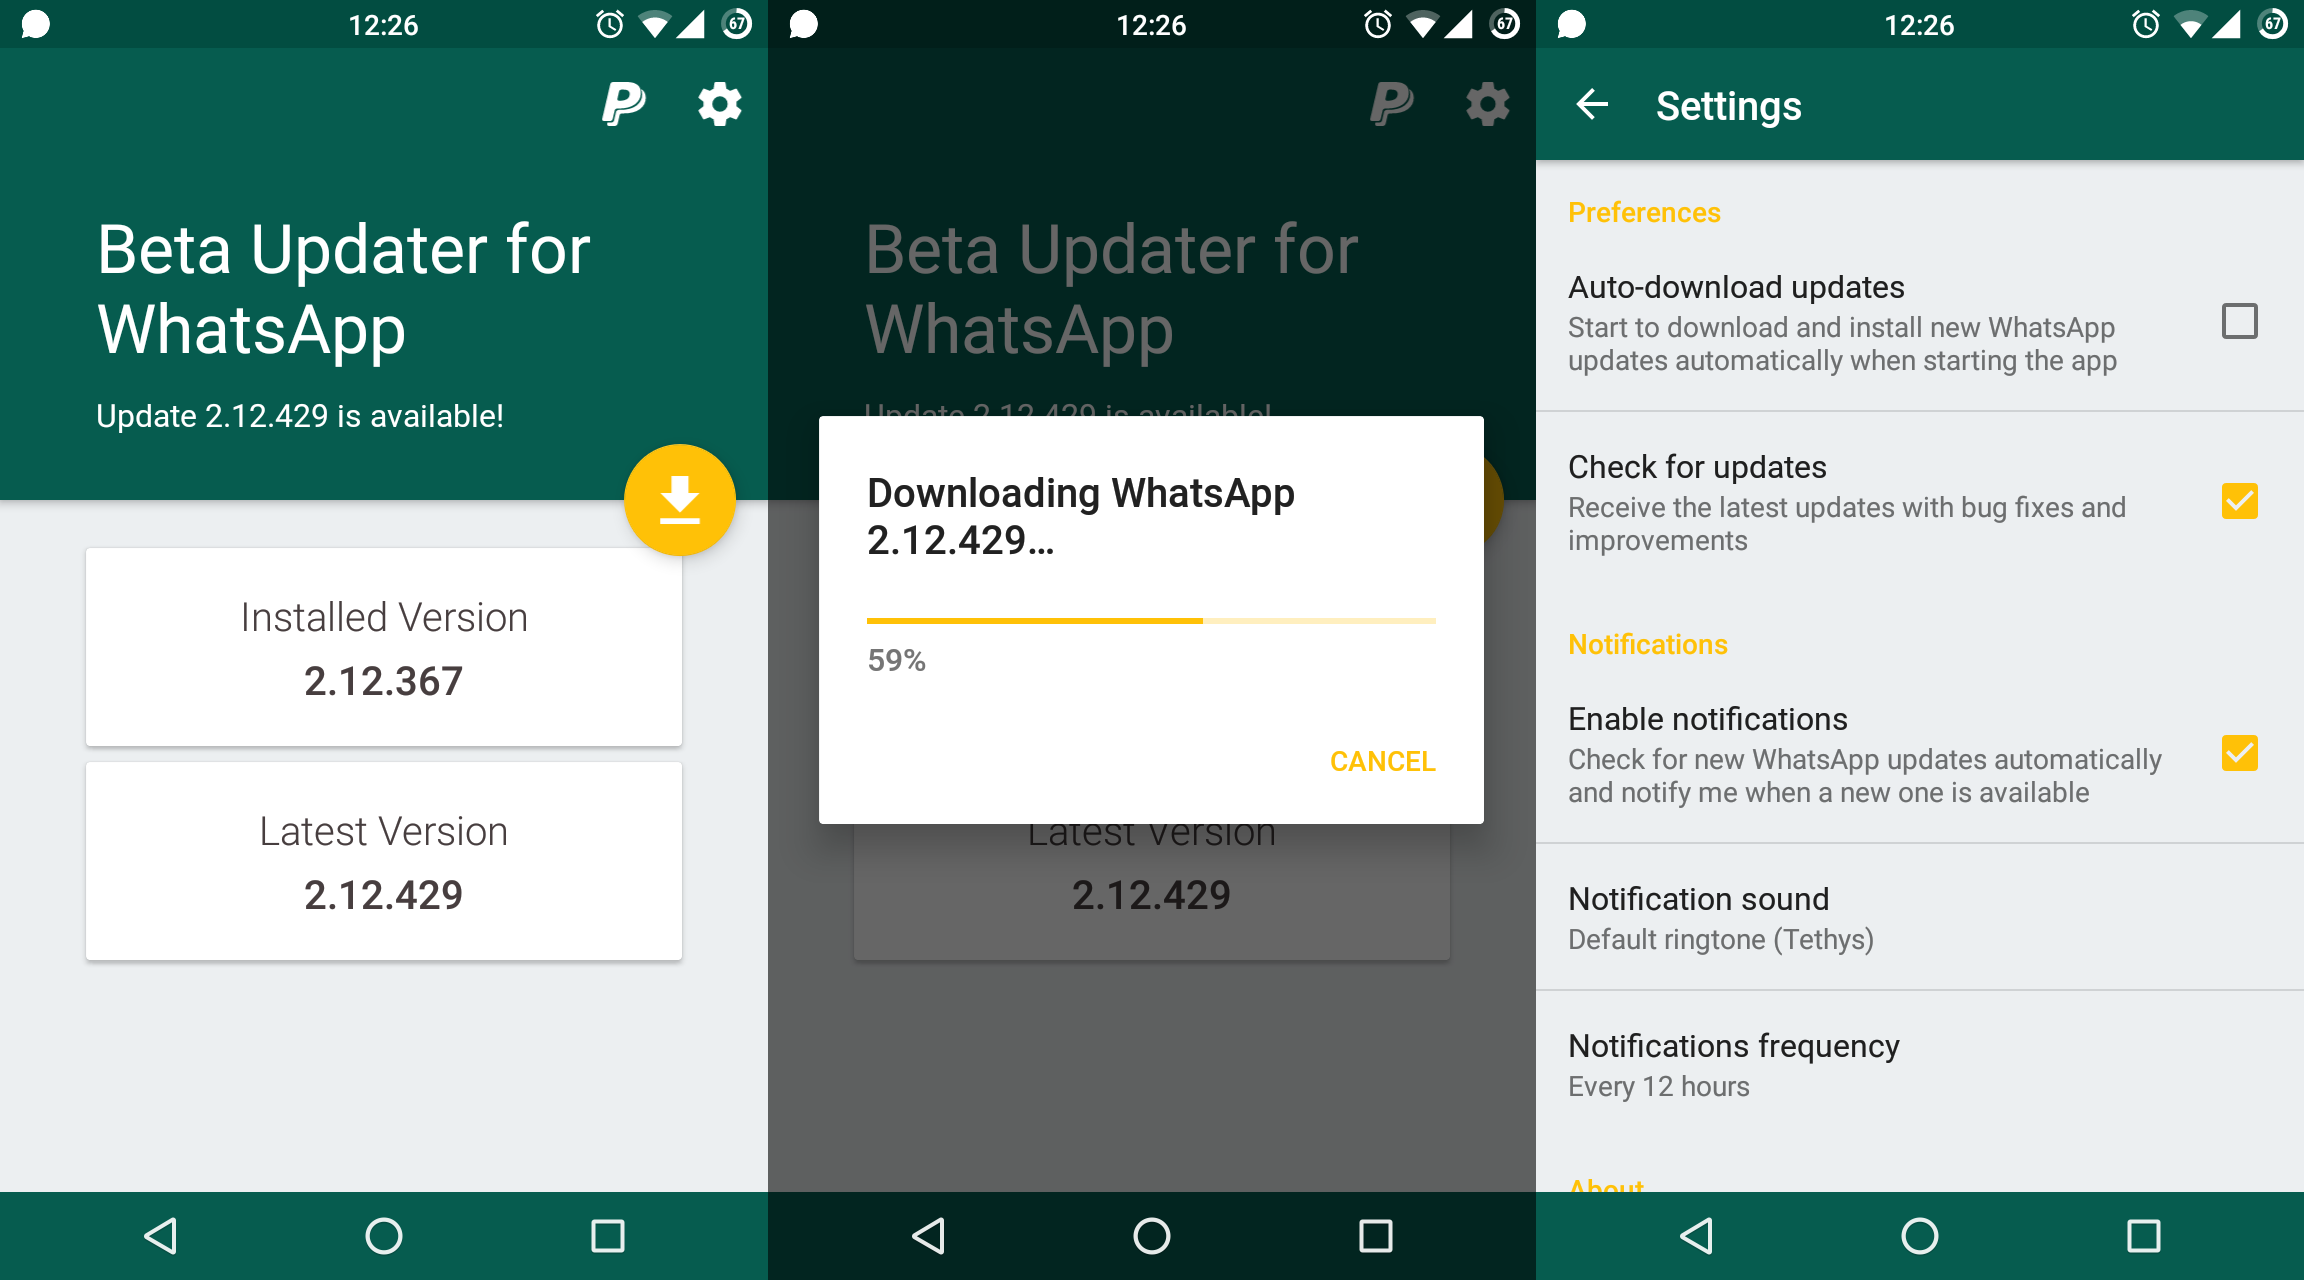 12:26
67
Beta Updater for
WhatsApp
Update 2.12.429 is available!
Installed Version
2.12.367
Latest Version
2.12.429
12:26
67
Beta Updater for
WhatsApp
Update 2.12.429 is available!
Downloading WhatsApp
2.12.429...
59%
CANCEL
Latest Version
2.12.429
12:26
67
Settings
Preferences
Auto-download updates
Start to download and install new WhatsApp
updates automatically when starting the app
Check for updates
Receive the latest updates with bug fixes and
improvements
Notifications
Enable notifications
Check for new WhatsApp updates automatically
and notify me when a new one is available
Notification sound
Default ringtone (Tethys)
Notifications frequency
Every 12 hours
About